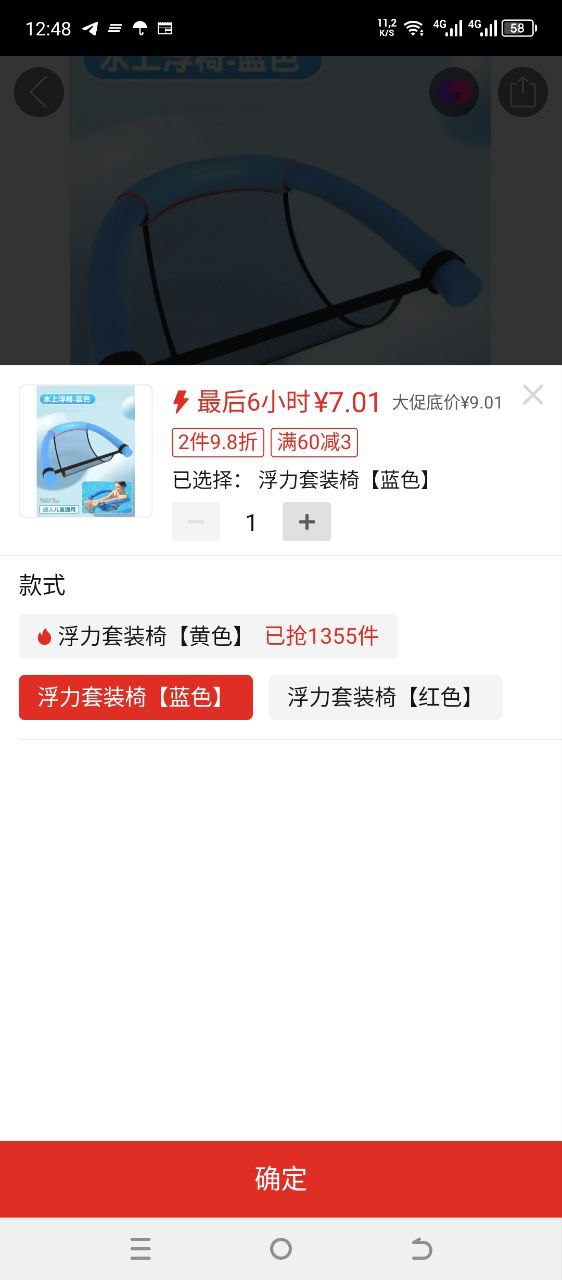 12:48
11,2
K/S
4G
4G
58
水上浮椅-蓝色
水上浮椅-蓝色
成人儿童通用
最后6小时¥7.01 大促底价¥9.01
2件9.8折 满60减3
已选择： 浮力套装椅【蓝色】
1
款式
浮力套装椅【黄色】 已抢1355件
浮力套装椅【蓝色】 浮力套装椅【红色】
确定